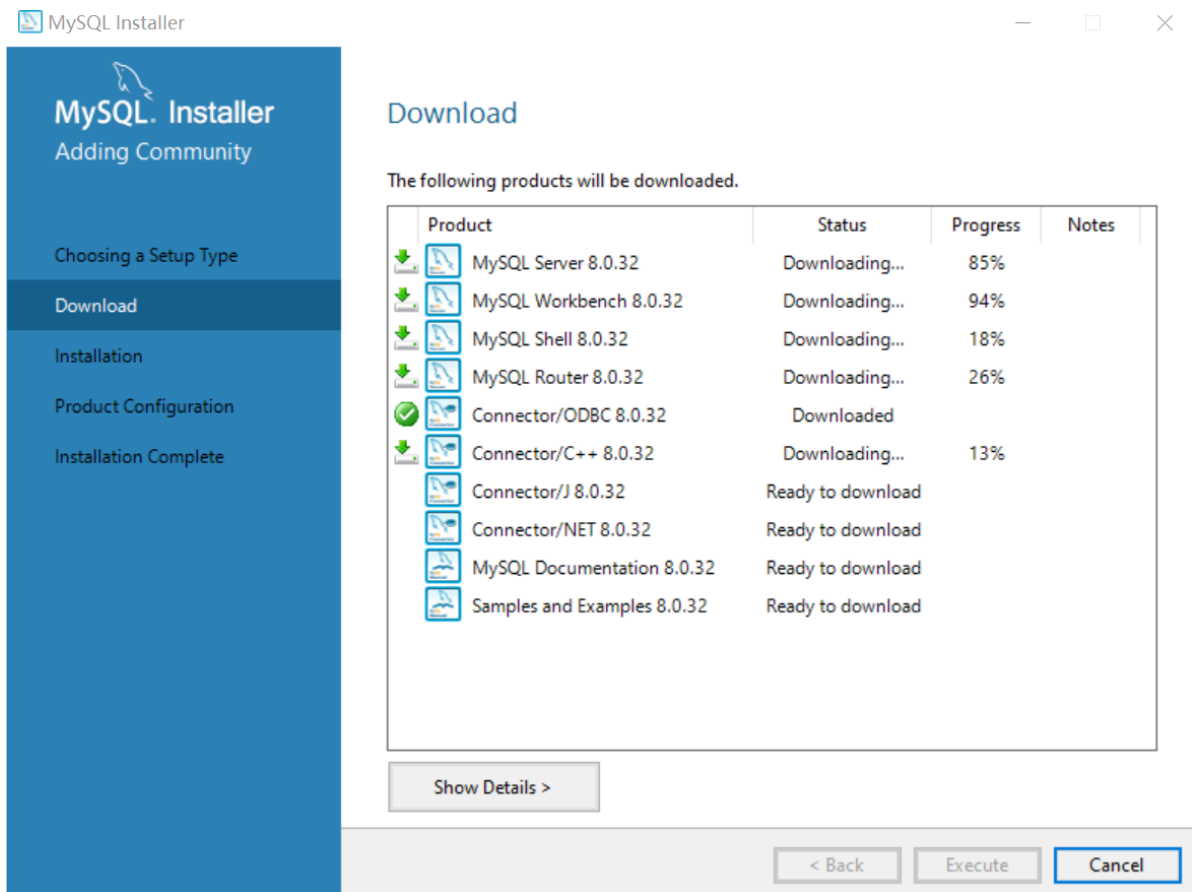 MySQL Installer
MySQL. Installer
Adding Community
Choosing a Setup Type
Download
Installation
Product Configuration
Installation Complete
Download
The following products will be downloaded.
Product Status Progress Notes
MySQL Server 8.0.32 Downloading... 85%
MySQL Workbench 8.0.32 Downloading... 94%
MySQL Shell 8.0.32 Downloading... 18%
MySQL Router 8.0.32 Downloading... 26%
Connector/ODBC 8.0.32 Downloaded
Connector/C++ 8.0.32 Downloading... 13%
Connector/J 8.0.32 Ready to download
Connector/NET 8.0.32 Ready to download
MySQL Documentation 8.0.32 Ready to download
Samples and Examples 8.0.32 Ready to download
Show Details >
< Back Execute Cancel